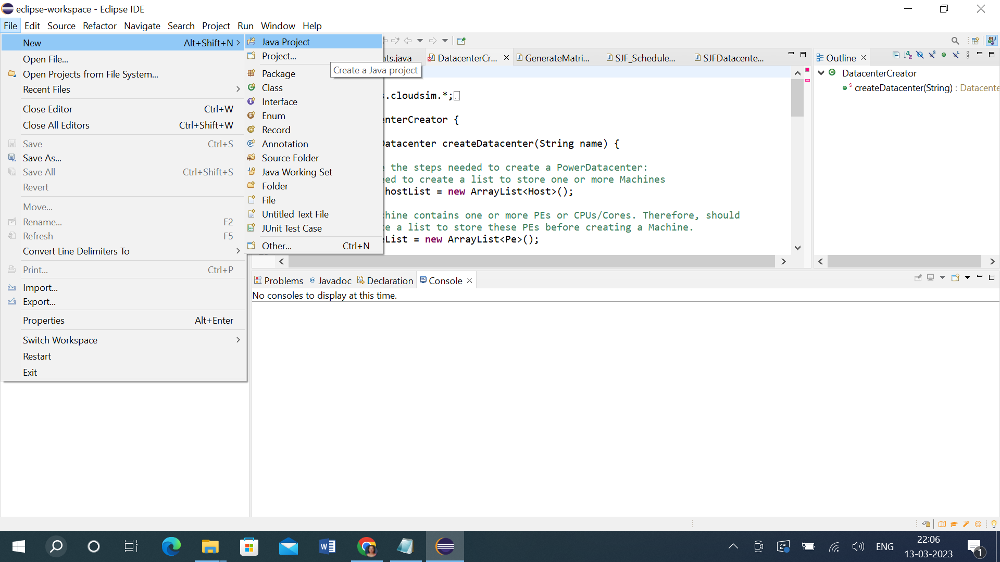 eclipse-workspace - Eclipse IDE
File Edit Source Refactor Navigate Search Project Run Window Help
New Alt+Shift+N
Open File...
Open Projects from File System...
Recent Files
Close Editor Ctrl+W
Close All Editors Ctrl+Shift+W
Save Ctrl+S
Save As...
Save All Ctrl+Shift+S
Revert
Move...
Rename... F2
Refresh F5
Convert Line Delimiters To
Print... Ctrl+P
Import...
Export...
Properties Alt+Enter
Switch Workspace
Restart
Exit
Java Project
Project...
Create a Java project
Package
Class
Interface
Enum
Record
Annotation
Source Folder
Java Working Set
Folder
File
Untitled Text File
JUnit Test Case
Other... Ctrl+N
nts.java DatacenterCr... GenerateMatri... SJF_Schedule... SJFDatacente...
s.cloudsim.*;
enterCreator {
Datacenter createDatacenter(String name) {
e the steps needed to create a PowerDatacenter:
eed to create a list to store one or more Machines
hostList = new ArrayList<Host>();
chine contains one or more PEs or CPUs/Cores. Therefore, should
te a list to store these PEs before creating a Machine.
eList = new ArrayList<Pe>();
Outline
DatacenterCreator
createDatacenter(String) : Datacente
Problems Javadoc Declaration Console
No consoles to display at this time.
ENG
22:06
13-03-2023
1